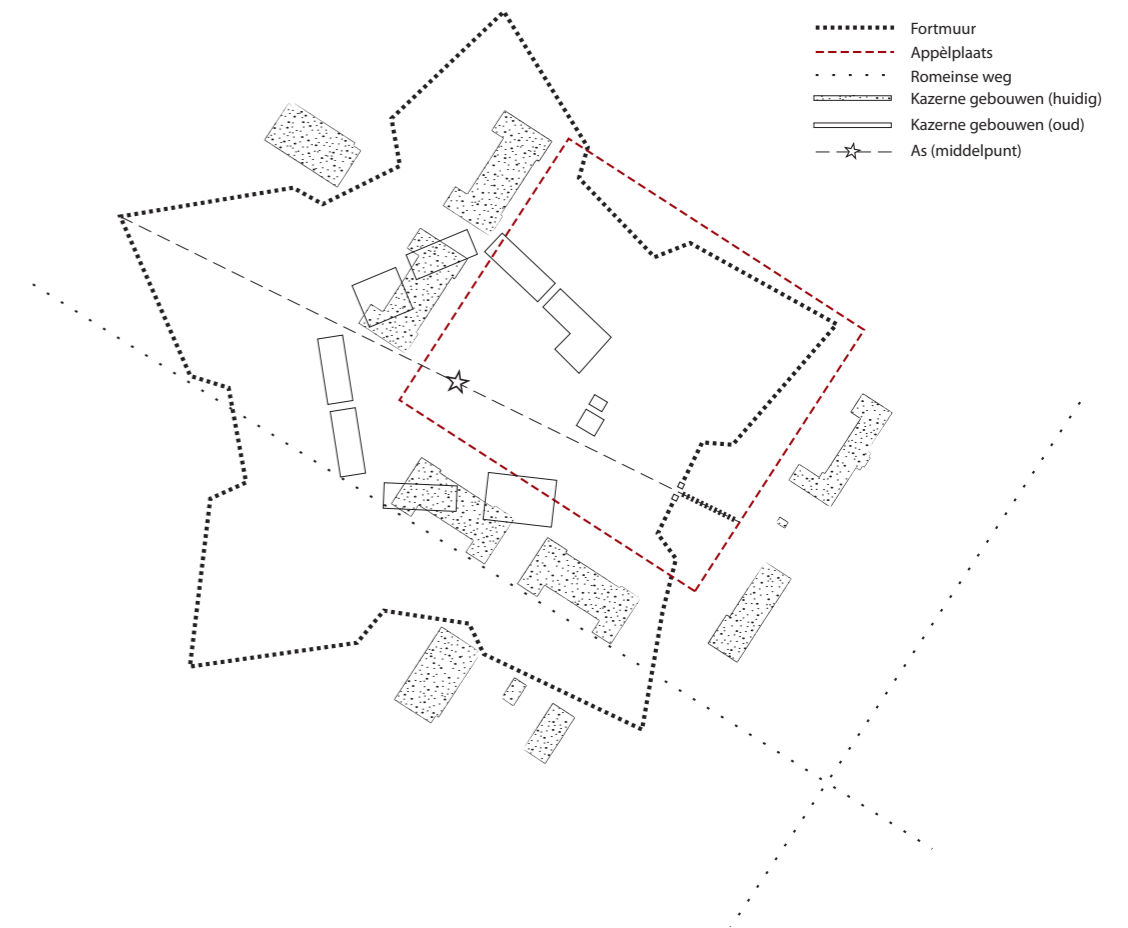 Fortmuur
Appèlplaats
Romeinse weg
Kazerne gebouwen (huidig)
Kazerne gebouwen (oud)
As (middelpunt)